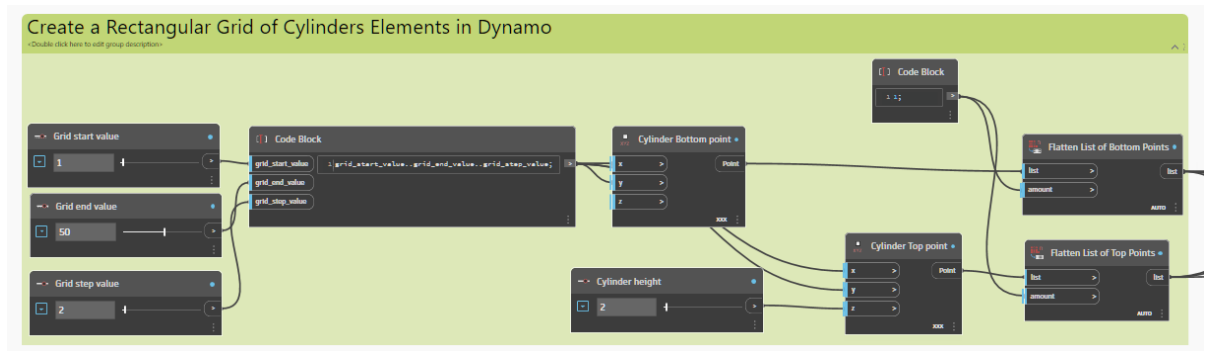 Create a Rectangular Grid of Cylinders Elements in Dynamo
<Double click here to edit group description>
Code Block
1 1;
>
Grid start value
1
>
Grid end value
50
>
Grid step value
2
>
Code Block
grid_start_value
1 grid_start_value..grid_end_value..grid_step_value;
>
grid_end_value
grid_step_value
Cylinder Bottom point
x >
Point
y >
z >
XXX
Cylinder height
2
>
Cylinder Top point
x >
Point
y >
z >
XXX
Flatten List of Bottom Points
list >
list
amount >
AUTO
Flatten List of Top Points
list >
list
amount >
AUTO